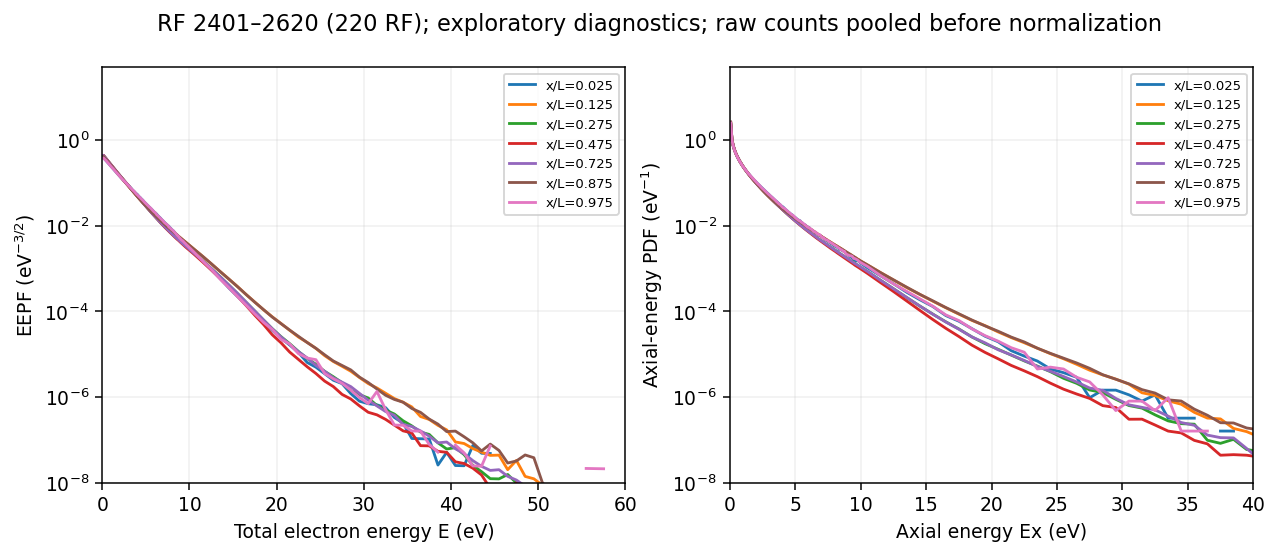 RF 2401–2620 (220 RF); exploratory diagnostics; raw counts pooled before normalization
EEPF (eV⁻³ᐟ²)
10⁰
10⁻²
10⁻⁴
10⁻⁶
10⁻⁸
x/L=0.025
x/L=0.125
x/L=0.275
x/L=0.475
x/L=0.725
x/L=0.875
x/L=0.975
0 10 20 30 40 50 60
Total electron energy E (eV)
Axial-energy PDF (eV⁻¹)
10⁰
10⁻²
10⁻⁴
10⁻⁶
10⁻⁸
x/L=0.025
x/L=0.125
x/L=0.275
x/L=0.475
x/L=0.725
x/L=0.875
x/L=0.975
0 5 10 15 20 25 30 35 40
Axial energy Ex (eV)